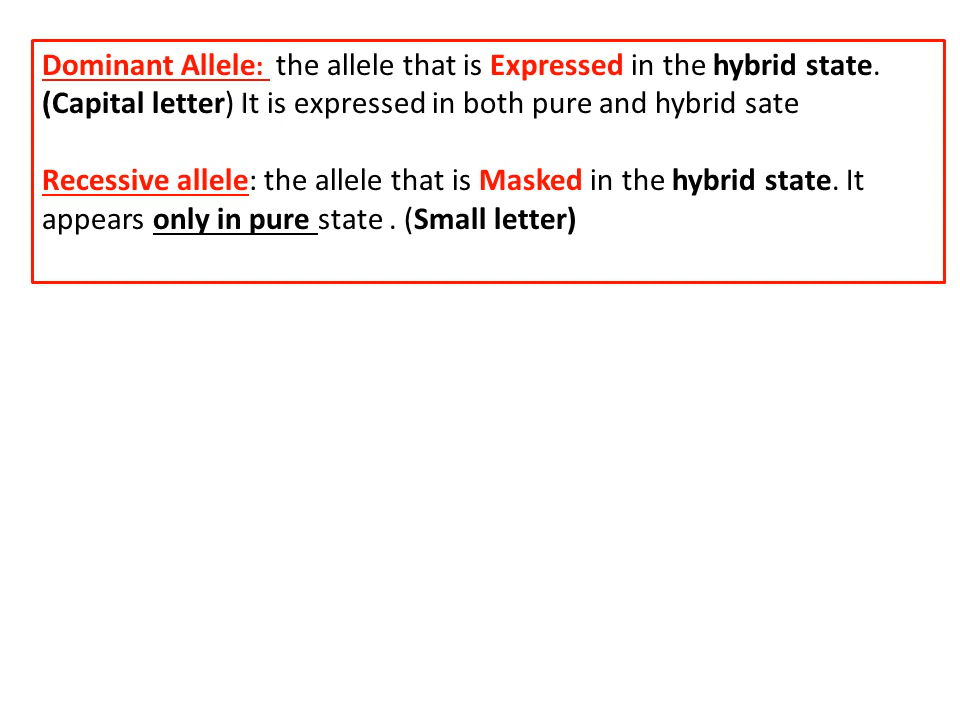 Dominant Allele: the allele that is Expressed in the hybrid state.
(Capital letter) It is expressed in both pure and hybrid sate
Recessive allele: the allele that is Masked in the hybrid state. It
appears only in pure state . (Small letter)